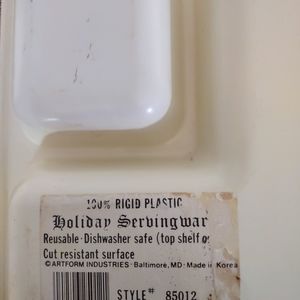 100% RIGID PLASTIC
Holiday Servingwar
Reusable·Dishwasher safe (top shelf o
Cut resistant surface
© ARTFORM INDUSTRIES·Baltimore, MD·Made in Korea
STYLE# 85012